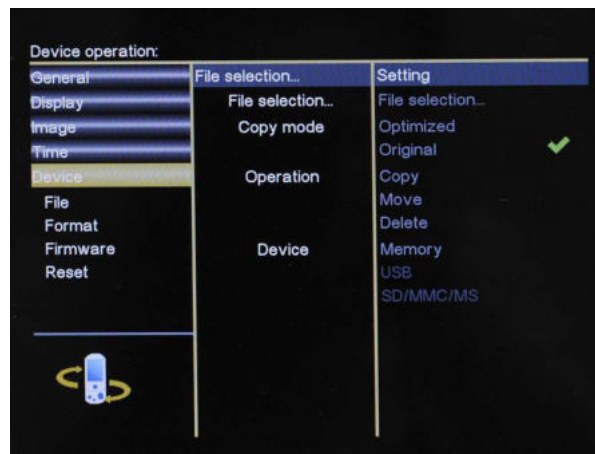 Device operation:
General
Display
Image
Time
Device
File
Format
Firmware
Reset
File selection...
File selection...
Copy mode
Operation
Device
Setting
File selection...
Optimized
Original
Copy
Move
Delete
Memory
USB
SD/MMC/MS